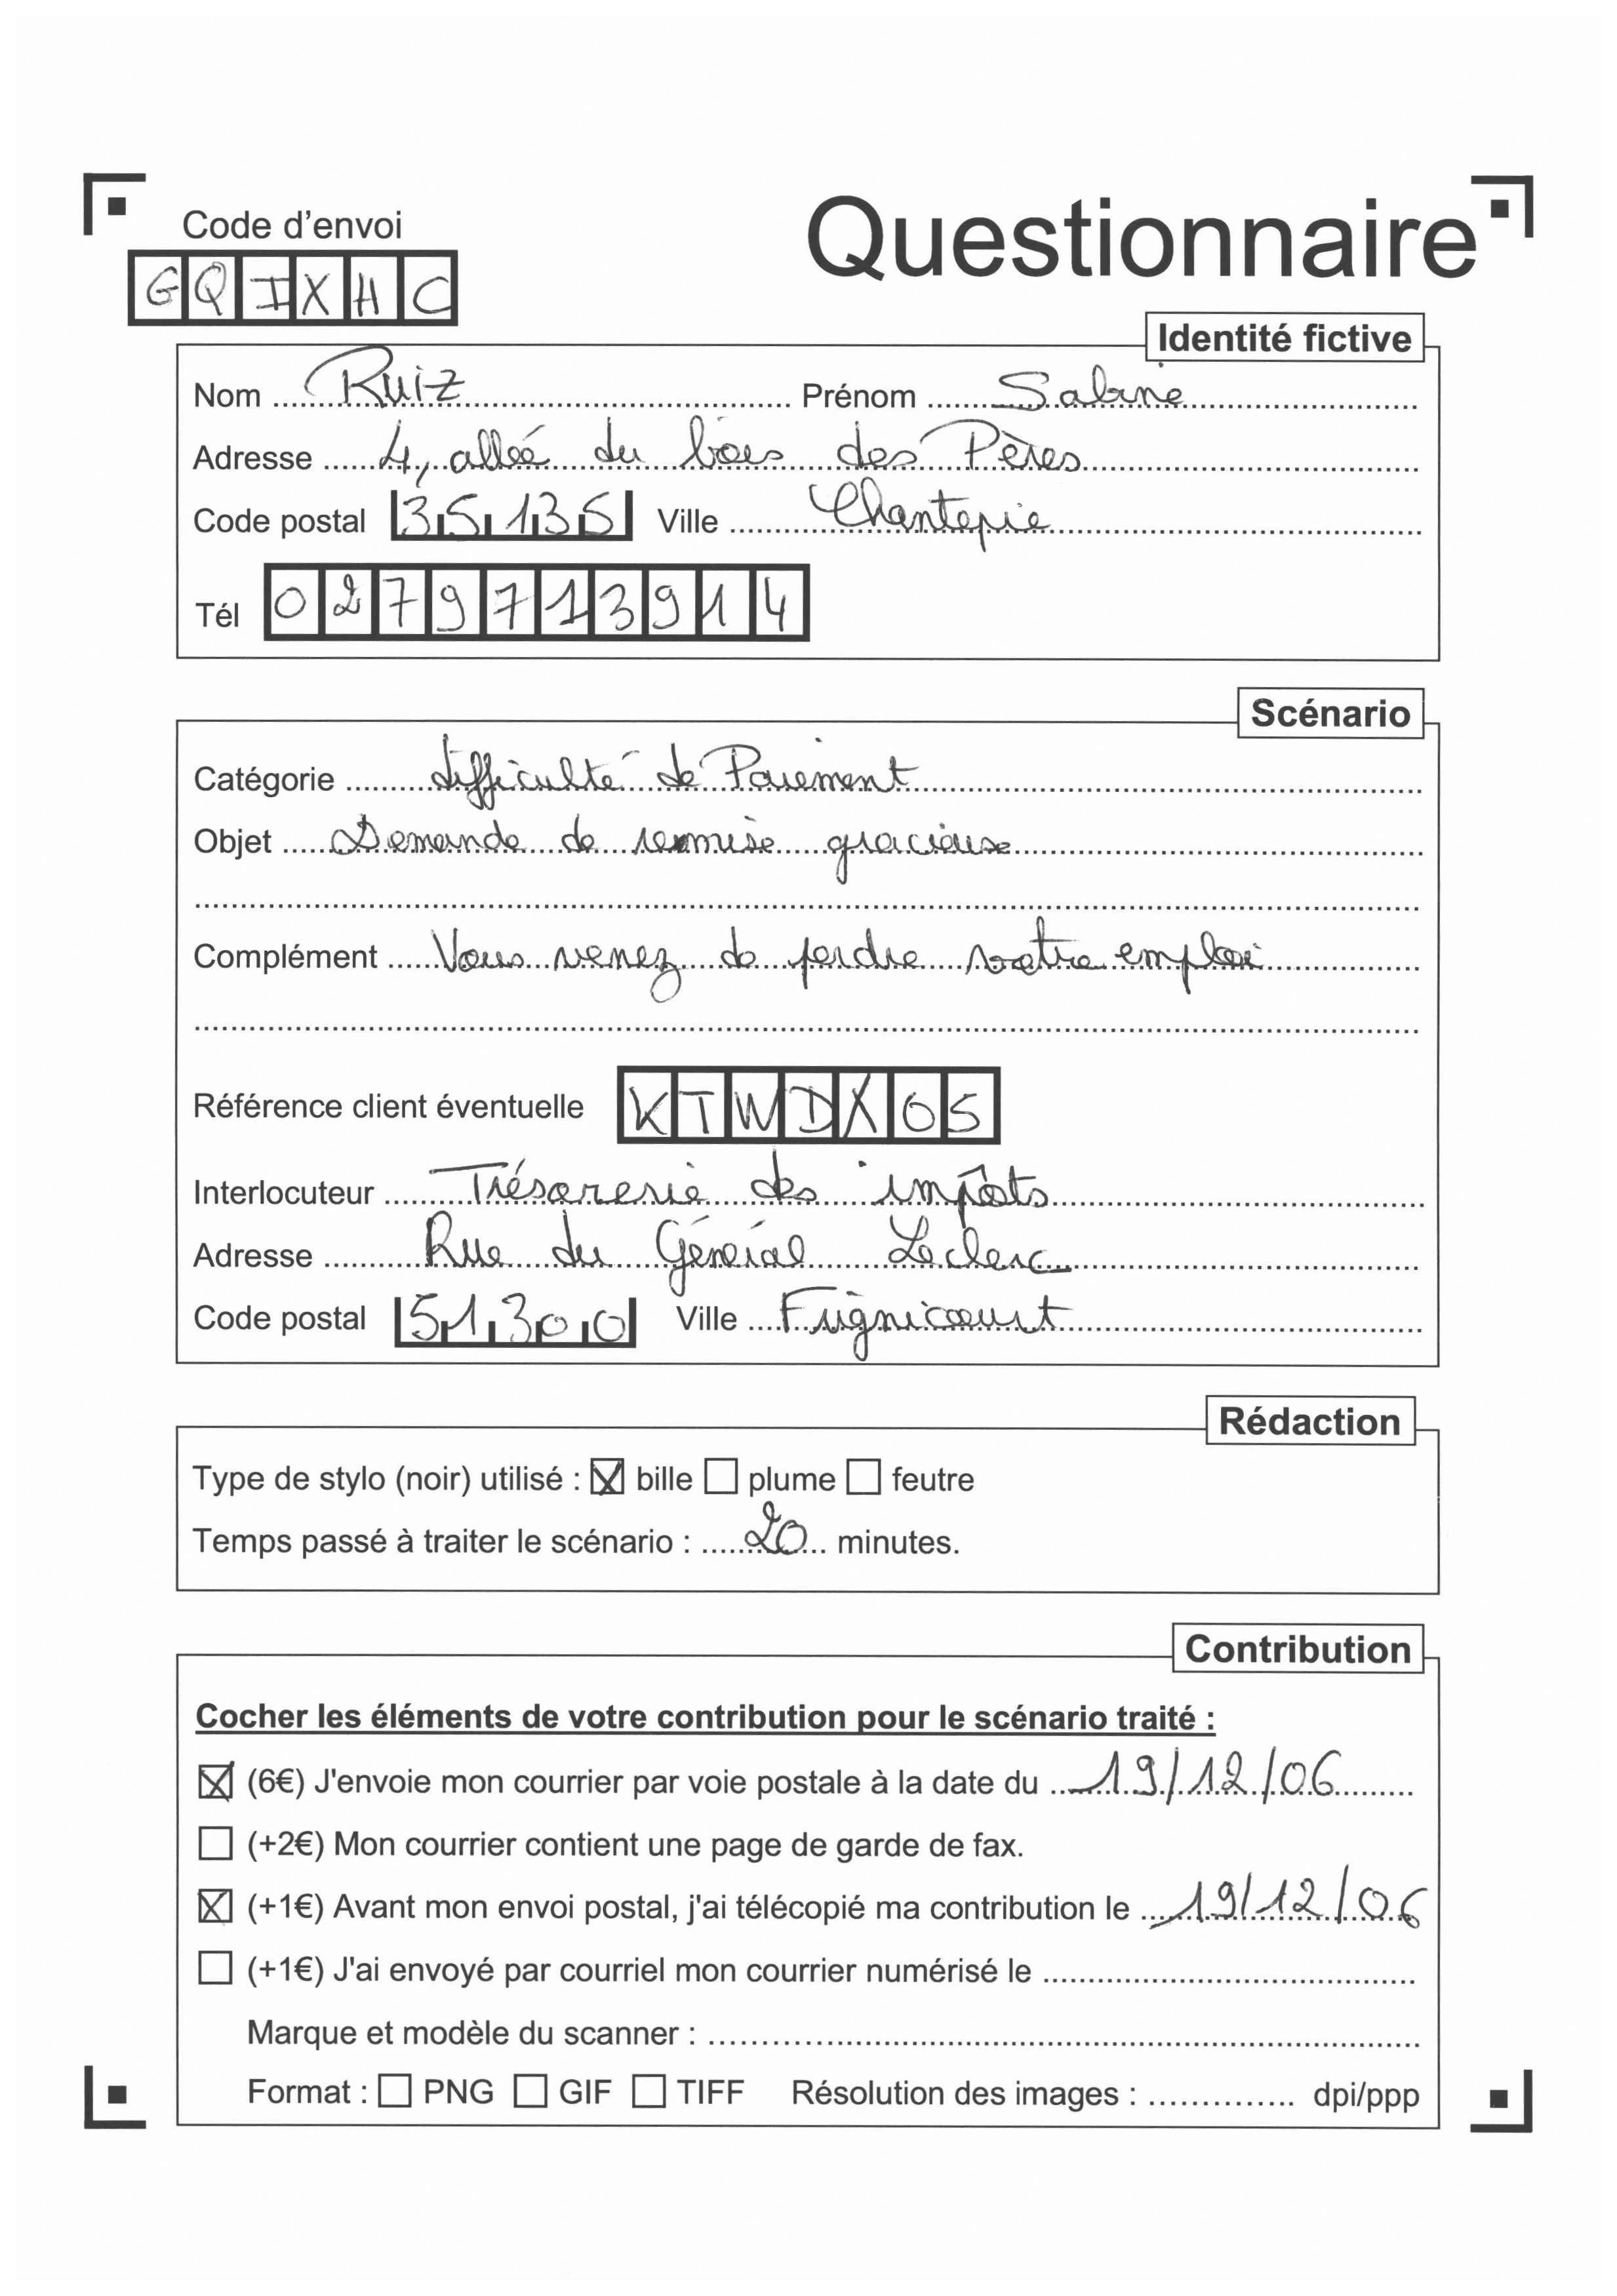 Code d'envoi
Questionnaire
GQIXHC
Identité fictive
Nom Ruiz Prénom Sabine
Adresse 4, allée du bois des Pères
Code postal 35135 Ville Chantepie
Tél 0279713914
Scénario
Catégorie difficulté de Paiement
Objet Demande de remise gracieuse
Complément Vous venez de perdre votre emploi
Référence client éventuelle KTWDX05
Interlocuteur Trésorerie des impôts
Adresse Rue du Général Leclerc
Code postal 51300 Ville Frignicourt
Rédaction
Type de stylo (noir) utilisé : ☒ bille ☐ plume ☐ feutre
Temps passé à traiter le scénario : 20 minutes.
Contribution
Cocher les éléments de votre contribution pour le scénario traité :
☒ (6€) J'envoie mon courrier par voie postale à la date du 19/12/06
☐ (+2€) Mon courrier contient une page de garde de fax.
☒ (+1€) Avant mon envoi postal, j'ai télécopié ma contribution le 19/12/06
☐ (+1€) J'ai envoyé par courriel mon courrier numérisé le
Marque et modèle du scanner :
Format : ☐ PNG ☐ GIF ☐ TIFF Résolution des images : dpi/ppp